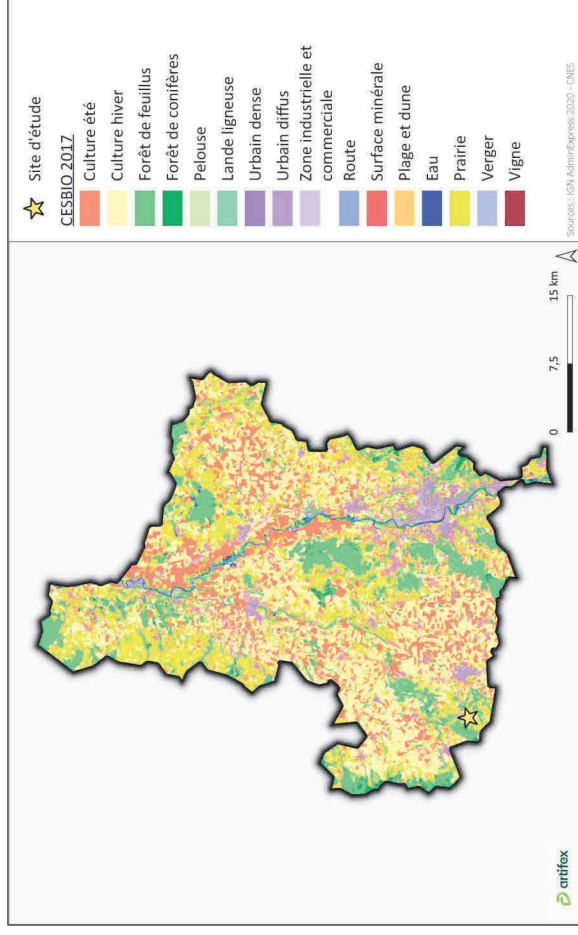 Site d'étude
CESBIO 2017
Culture été
Culture hiver
Forêt de feuillus
Forêt de conifères
Pelouse
Lande ligneuse
Urbain dense
Urbain diffus
Zone industrielle et
commerciale
Route
Surface minérale
Plage et dune
Eau
Prairie
Verger
Vigne
Sources : IGN AdminExpress 2020 - CNES
0 7,5 15 km
artifex